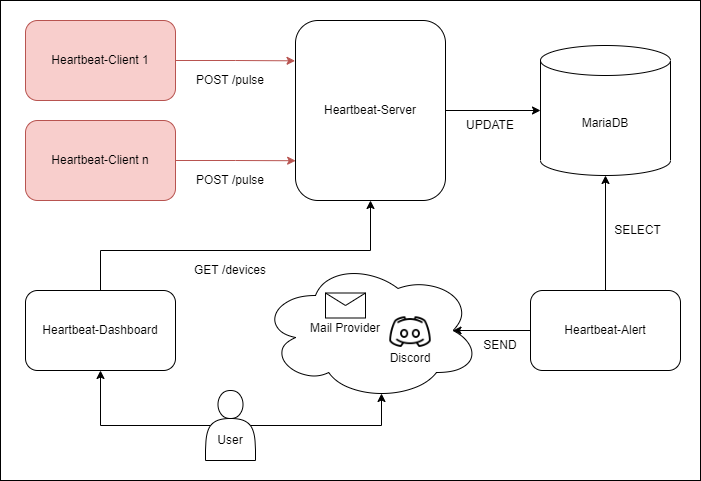 Heartbeat-Client 1
POST /pulse
Heartbeat-Server
UPDATE
MariaDB
Heartbeat-Client n
POST /pulse
SELECT
GET /devices
Heartbeat-Dashboard
Mail Provider
Discord
SEND
Heartbeat-Alert
User